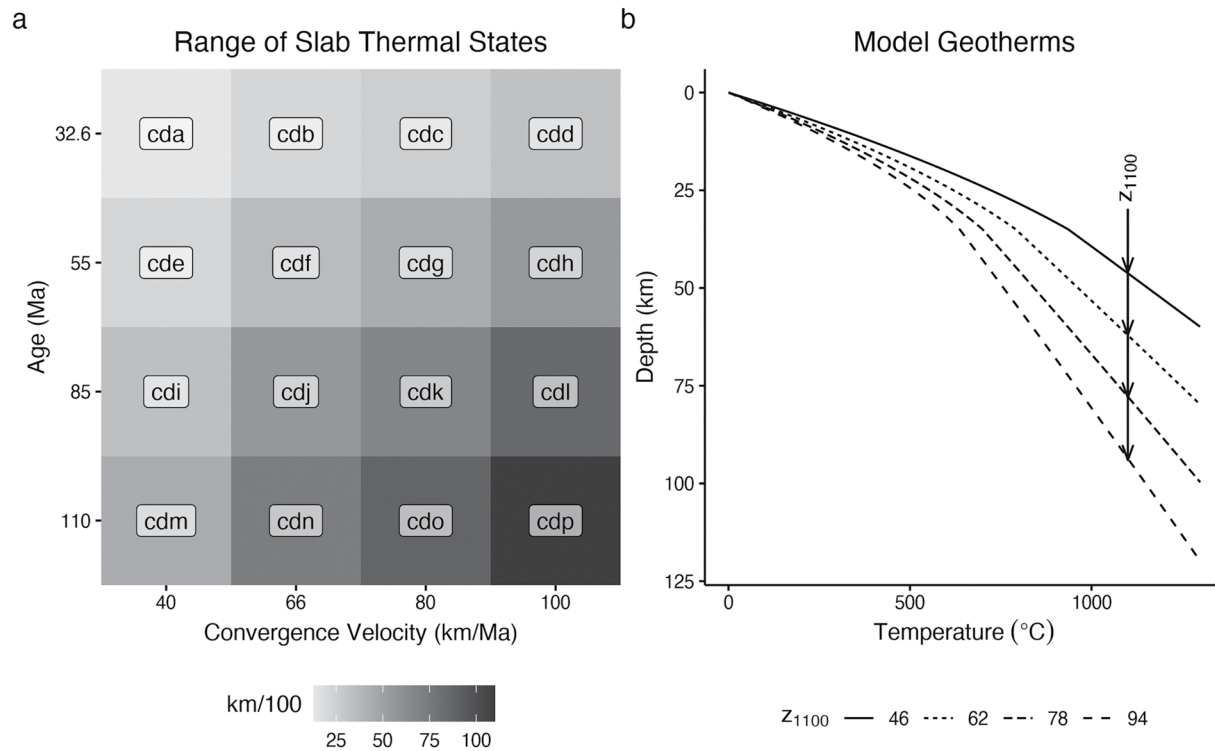 a
Range of Slab Thermal States
32.6
cda
cdb
cdc
cdd
55
cde
cdf
cdg
cdh
85
cdi
cdj
cdk
cdl
110
cdm
cdn
cdo
cdp
Age (Ma)
40
66
80
100
Convergence Velocity (km/Ma)
km/100
25
50
75
100
b
Model Geotherms
0
25
50
75
100
125
Depth (km)
z1100
0
500
1000
Temperature (°C)
z1100 46 62 78 94